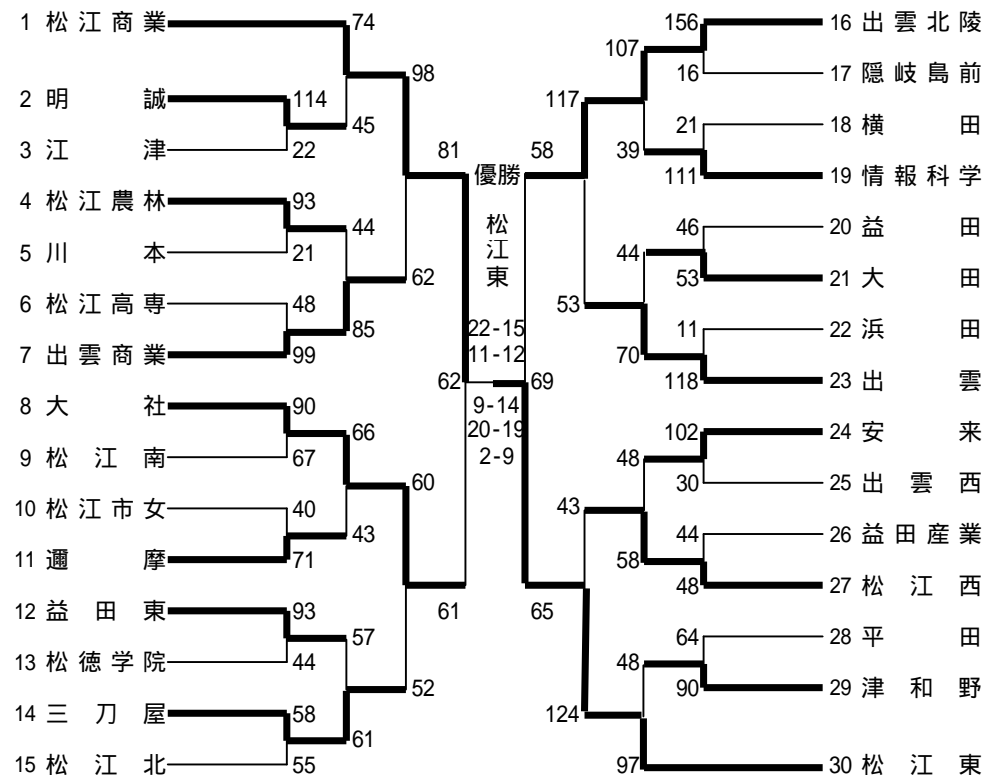 1 松江商業 74 156 16 出雲北陵
107
98 16 17 隠岐島前
2 明誠 114 117
45 21 18 横田
3 江津 22 81 58 39
優勝 111 19 情報科学
4 松江農林 93
44 松江東 46 20 益田
5 川本 21 44
62 53 21 大田
6 松江高専 48 53
85 22-15 11 22 浜田
7 出雲商業 99 11-12 70
62 69 118 23 出雲
8 大社 90 9-14
66 20-19 102 24 安来
9 松江南 67 2-9 48
60 30 25 出雲西
10 松江市女 40 43
43 44 26 益田産業
11 邇摩 71 58
48 27 松江西
12 益田東 93 61 65
57 64 28 平田
13 松徳学院 44 48
52 90 29 津和野
14 三刀屋 58 124
61
15 松江北 55 97 30 松江東